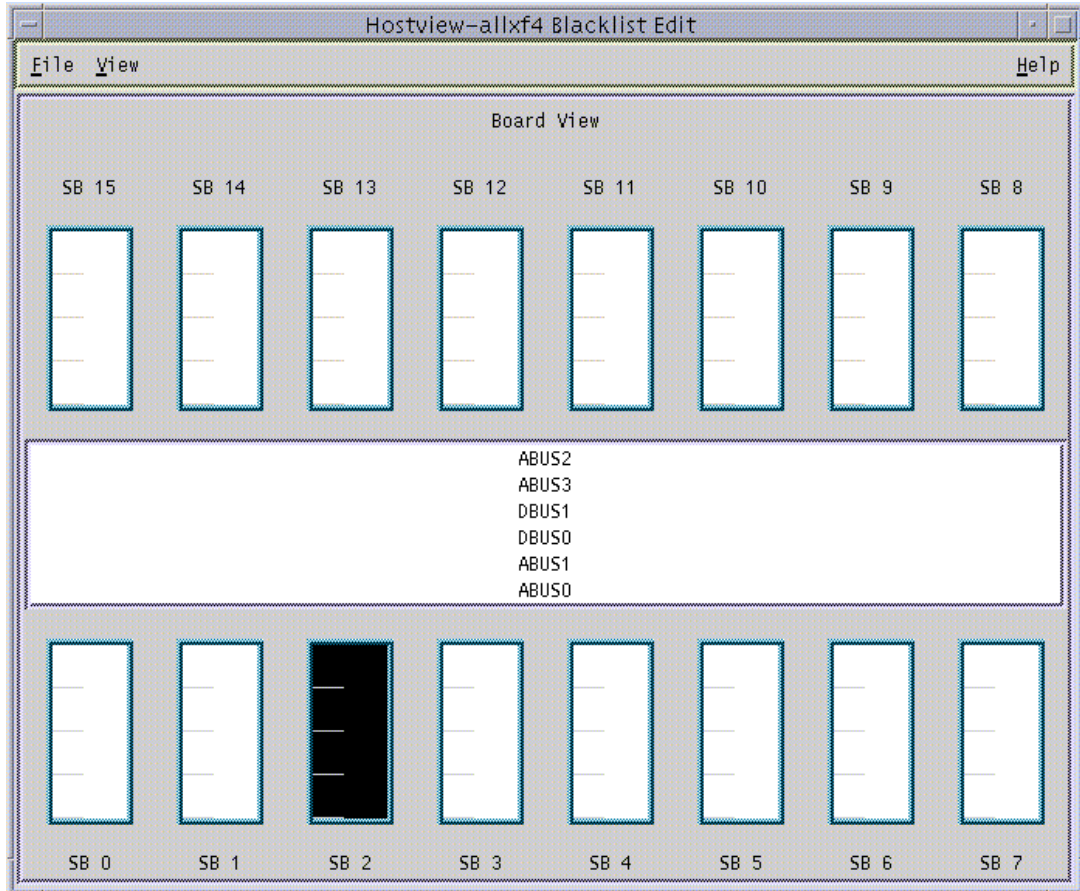 Hostview-allxf4 Blacklist Edit
File View Help
Board View
SB 15 SB 14 SB 13 SB 12 SB 11 SB 10 SB 9 SB 8
ABUS2
ABUS3
DBUS1
DBUS0
ABUS1
ABUS0
SB 0 SB 1 SB 2 SB 3 SB 4 SB 5 SB 6 SB 7